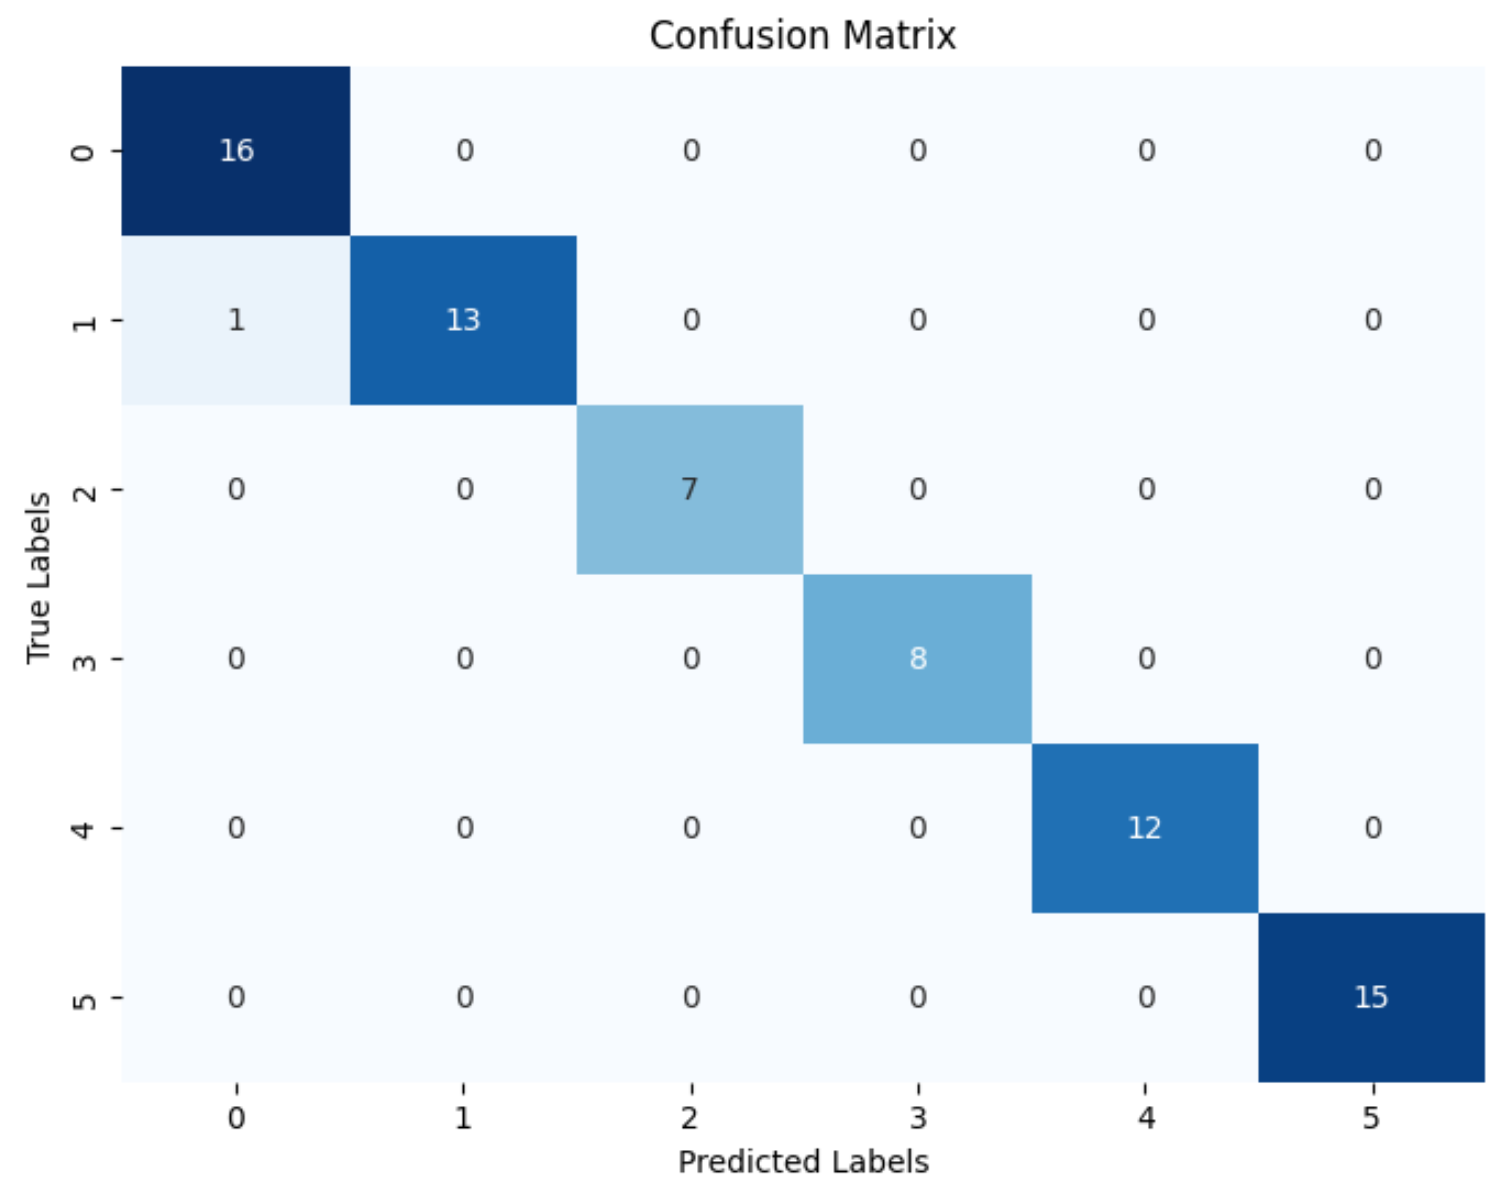 Confusion Matrix
0 16 0 0 0 0 0
1 1 13 0 0 0 0
2 0 0 7 0 0 0
3 0 0 0 8 0 0
4 0 0 0 0 12 0
5 0 0 0 0 0 15
True Labels
0 1 2 3 4 5
Predicted Labels